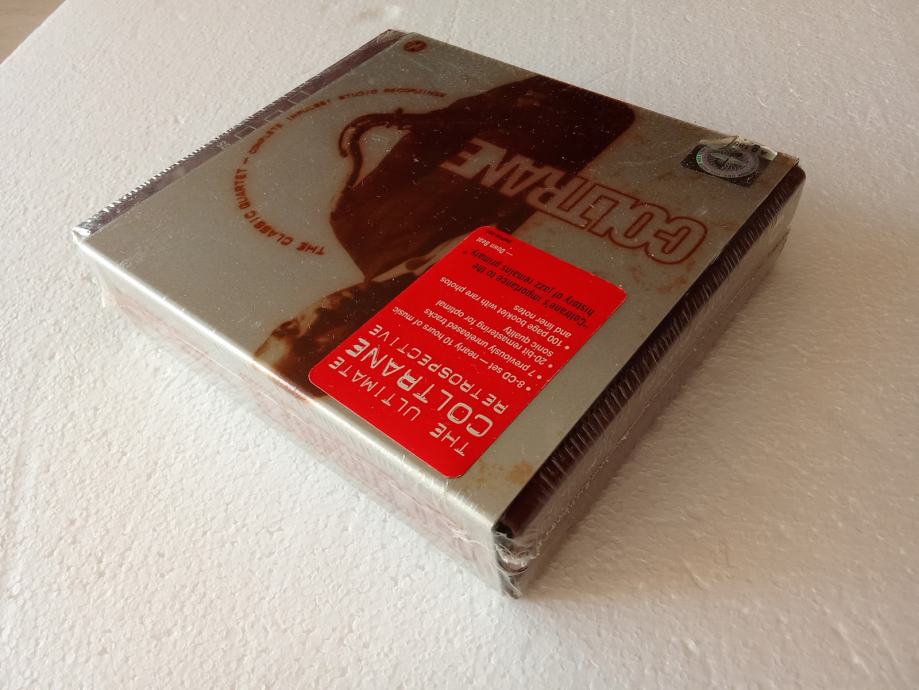 THE CLASSIC QUARTET — COMPLETE IMPULSE! STUDIO RECORDINGS
COLTRANE
THE ULTIMATE
COLTRANE
RETROSPECTIVE
• 8-CD set — nearly 10 hours of music
• 7 previously unreleased tracks
• 20-bit remastering for optimal
sonic quality
• 100-page booklet with rare photos
and liner notes
"Coltrane's importance to the
history of jazz remains primary."
— Down Beat